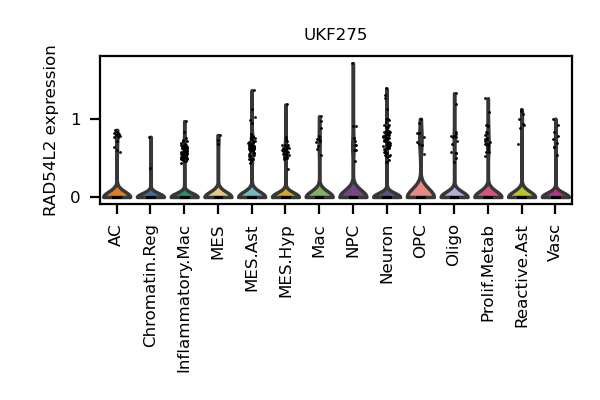 UKF275
RAD54L2 expression
1
0
AC
Chromatin.Reg
Inflammatory.Mac
MES
MES.Ast
MES.Hyp
Mac
NPC
Neuron
OPC
Oligo
Prolif.Metab
Reactive.Ast
Vasc